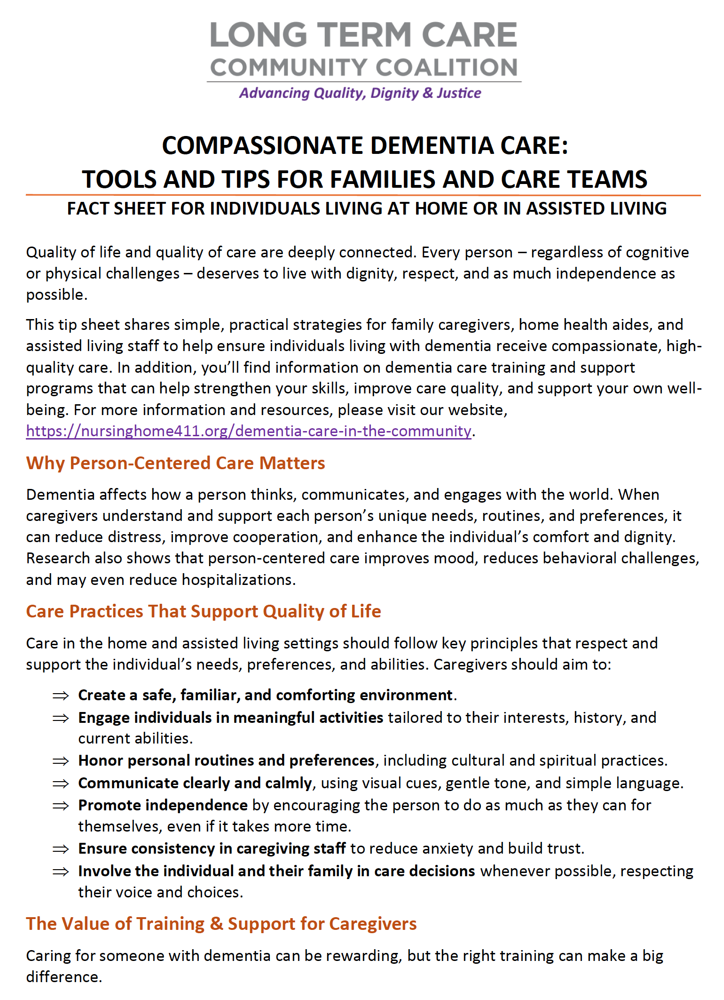 LONG TERM CARE
COMMUNITY COALITION
Advancing Quality, Dignity & Justice
COMPASSIONATE DEMENTIA CARE:
TOOLS AND TIPS FOR FAMILIES AND CARE TEAMS
FACT SHEET FOR INDIVIDUALS LIVING AT HOME OR IN ASSISTED LIVING
Quality of life and quality of care are deeply connected. Every person – regardless of cognitive
or physical challenges – deserves to live with dignity, respect, and as much independence as
possible.
This tip sheet shares simple, practical strategies for family caregivers, home health aides, and
assisted living staff to help ensure individuals living with dementia receive compassionate, high-
quality care. In addition, you’ll find information on dementia care training and support
programs that can help strengthen your skills, improve care quality, and support your own well-
being. For more information and resources, please visit our website,
https://nursinghome411.org/dementia-care-in-the-community.
Why Person-Centered Care Matters
Dementia affects how a person thinks, communicates, and engages with the world. When
caregivers understand and support each person’s unique needs, routines, and preferences, it
can reduce distress, improve cooperation, and enhance the individual’s comfort and dignity.
Research also shows that person-centered care improves mood, reduces behavioral challenges,
and may even reduce hospitalizations.
Care Practices That Support Quality of Life
Care in the home and assisted living settings should follow key principles that respect and
support the individual’s needs, preferences, and abilities. Caregivers should aim to:
⇒ Create a safe, familiar, and comforting environment.
⇒ Engage individuals in meaningful activities tailored to their interests, history, and
current abilities.
⇒ Honor personal routines and preferences, including cultural and spiritual practices.
⇒ Communicate clearly and calmly, using visual cues, gentle tone, and simple language.
⇒ Promote independence by encouraging the person to do as much as they can for
themselves, even if it takes more time.
⇒ Ensure consistency in caregiving staff to reduce anxiety and build trust.
⇒ Involve the individual and their family in care decisions whenever possible, respecting
their voice and choices.
The Value of Training & Support for Caregivers
Caring for someone with dementia can be rewarding, but the right training can make a big
difference.